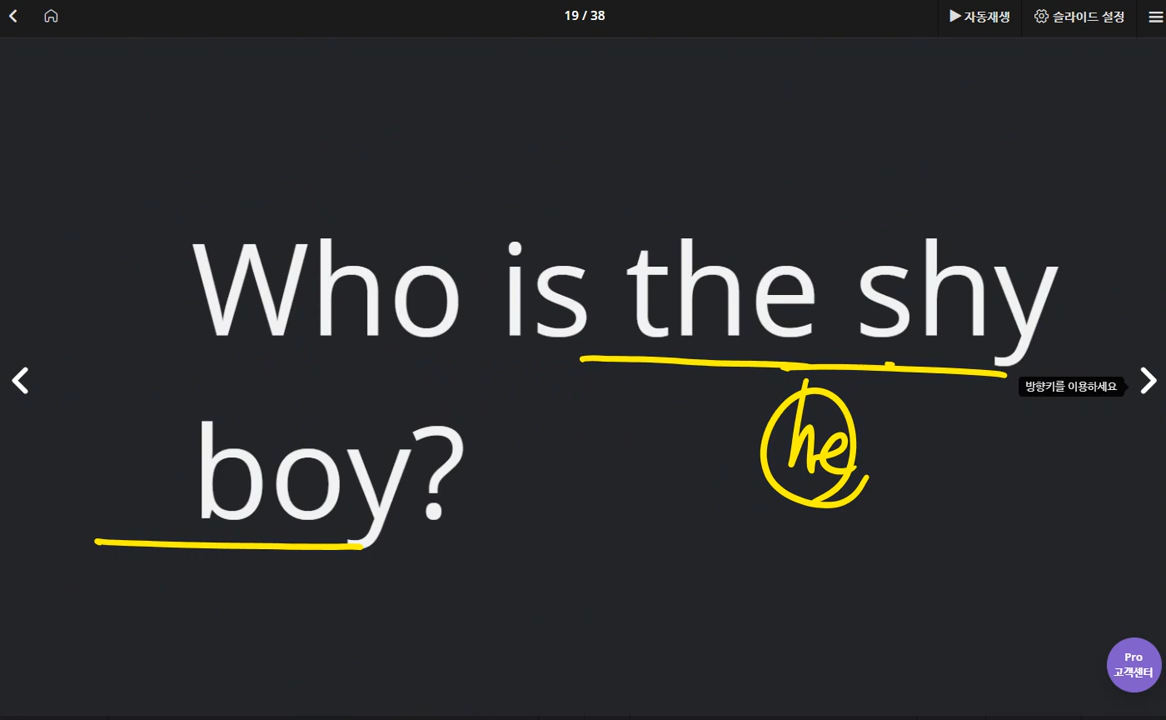 19 / 38
▶ 자동재생
슬라이드 설정
Who is the shy
방향키를 이용하세요
he
boy?
Pro
고객센터